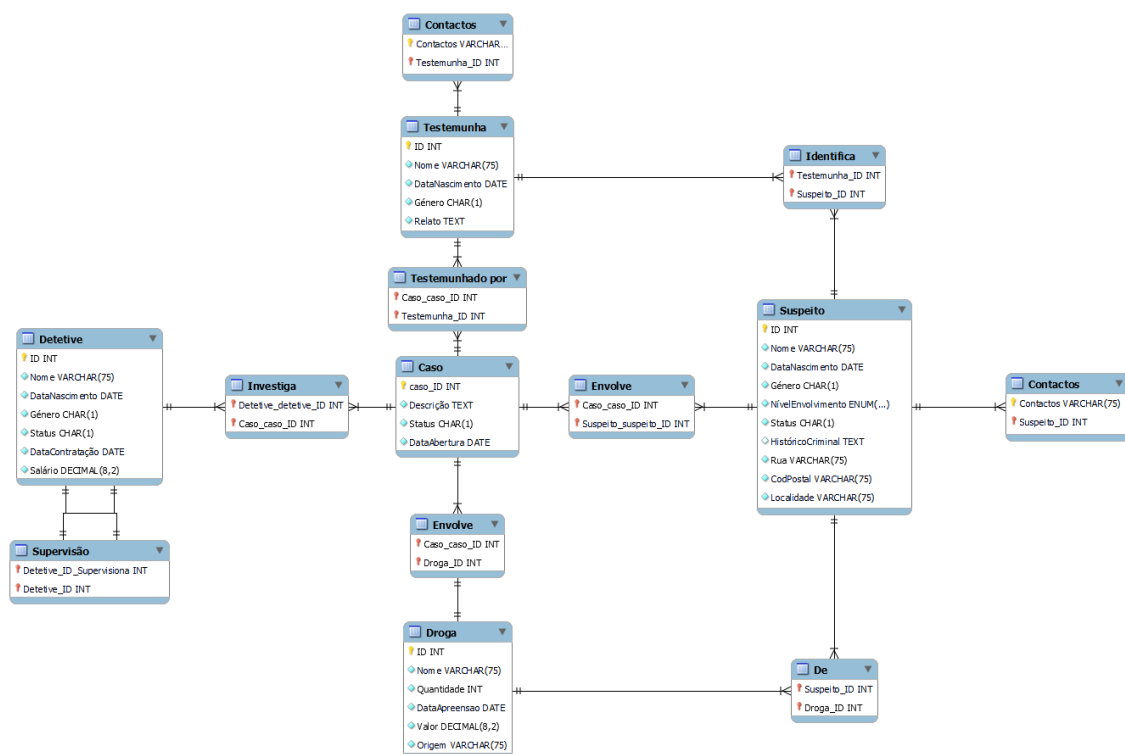 Contactos
Contactos VARCHAR...
Testemunha_ID INT
Testemunha
ID INT
Nome VARCHAR(75)
DataNascimento DATE
Género CHAR(1)
Relato TEXT
Identifica
Testemunha_ID INT
Suspeito_ID INT
Testemunhado por
Caso_caso_ID INT
Testemunha_ID INT
Detetive
ID INT
Nome VARCHAR(75)
DataNascimento DATE
Género CHAR(1)
Status CHAR(1)
DataContratação DATE
Salário DECIMAL(8,2)
Investiga
Detetive_detetive_ID INT
Caso_caso_ID INT
Caso
caso_ID INT
Descrição TEXT
Status CHAR(1)
DataAbertura DATE
Envolve
Caso_caso_ID INT
Suspeito_suspeito_ID INT
Suspeito
ID INT
Nome VARCHAR(75)
DataNascimento DATE
Género CHAR(1)
NívelEnvolvimento ENUM(...)
Status CHAR(1)
HistóricoCriminal TEXT
Rua VARCHAR(75)
CodPostal VARCHAR(75)
Localidade VARCHAR(75)
Contactos
Contactos VARCHAR(75)
Suspeito_ID INT
Supervisão
Detetive_ID_Supervisiona INT
Detetive_ID INT
Envolve
Caso_caso_ID INT
Droga_ID INT
Droga
ID INT
Nome VARCHAR(75)
Quantidade INT
DataApreensao DATE
Valor DECIMAL(8,2)
Origem VARCHAR(75)
De
Suspeito_ID INT
Droga_ID INT